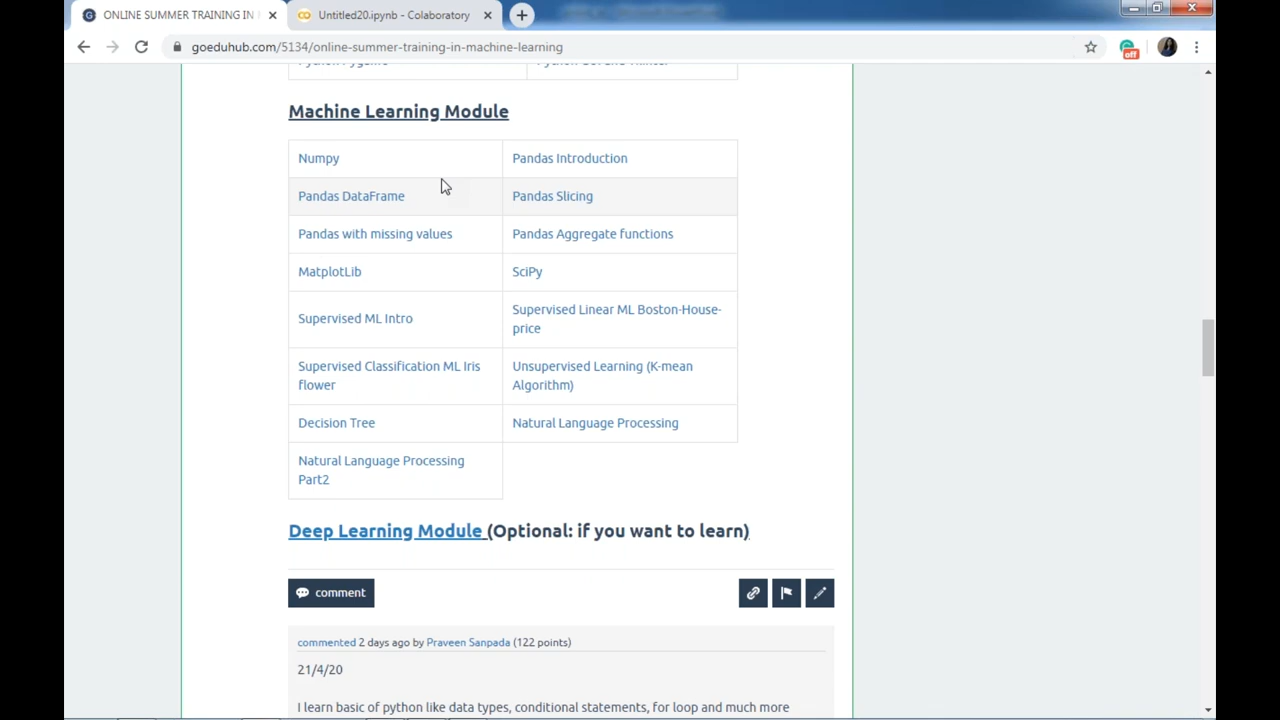 ONLINE SUMMER TRAINING IN
Untitled20.ipynb - Colaboratory
goeduhub.com/5134/online-summer-training-in-machine-learning
off
Machine Learning Module
Numpy
Pandas Introduction
Pandas DataFrame
Pandas Slicing
Pandas with missing values
Pandas Aggregate functions
MatplotLib
SciPy
Supervised ML Intro
Supervised Linear ML Boston-House-
price
Supervised Classification ML Iris
flower
Unsupervised Learning (K-mean
Algorithm)
Decision Tree
Natural Language Processing
Natural Language Processing
Part2
Deep Learning Module (Optional: if you want to learn)
comment
commented 2 days ago by Praveen Sanpada (122 points)
21/4/20
I learn basic of python like data types, conditional statements, for loop and much more